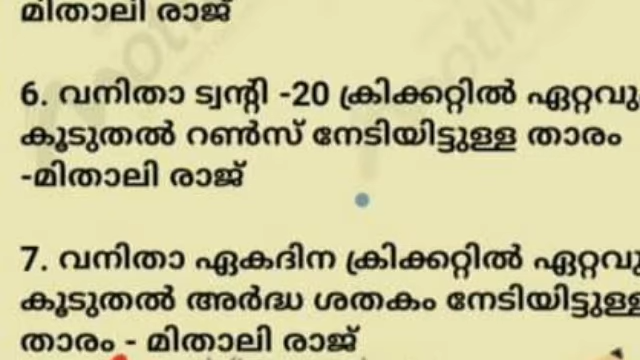 മിതാലി രാജ്
6. വനിതാ ട്വന്റി -20 ക്രിക്കറ്റിൽ ഏറ്റവു
കൂടുതൽ റൺസ് നേടിയിട്ടുള്ള താരം
-മിതാലി രാജ്
7. വനിതാ ഏകദിന ക്രിക്കറ്റിൽ ഏറ്റവു
കൂടുതൽ അർദ്ധ ശതകം നേടിയിട്ടുള്ള
താരം - മിതാലി രാജ്